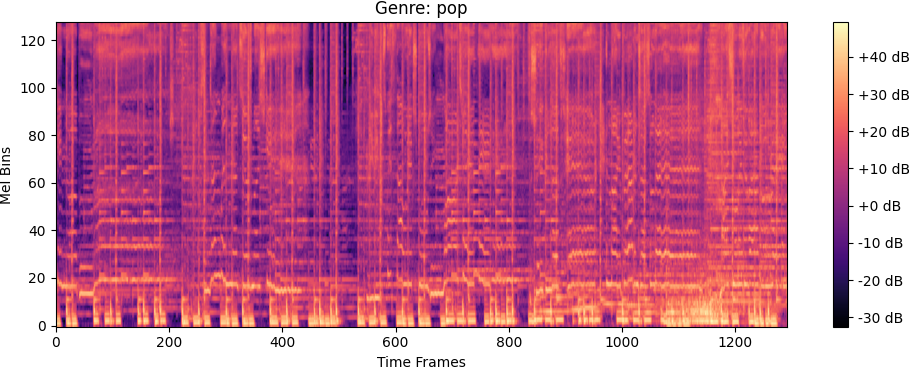 Genre: pop
Mel Bins
120
100
80
60
40
20
0
0 200 400 600 800 1000 1200
Time Frames
+40 dB
+30 dB
+20 dB
+10 dB
+0 dB
-10 dB
-20 dB
-30 dB